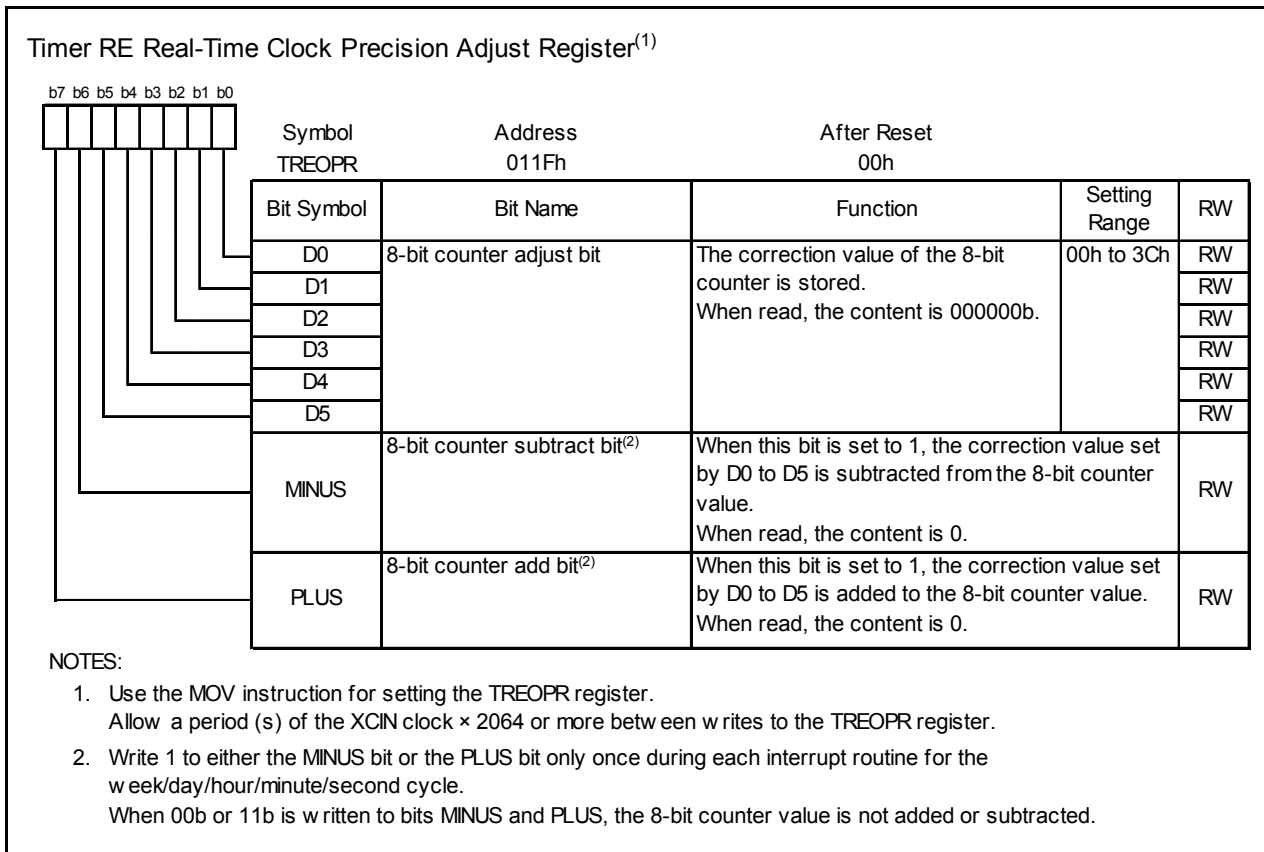 Timer RE Real-Time Clock Precision Adjust Register(1)
b7 b6 b5 b4 b3 b2 b1 b0
Symbol Address After Reset
TREOPR 011Fh 00h
Bit Symbol Bit Name Function Setting Range RW
D0 8-bit counter adjust bit The correction value of the 8-bit 00h to 3Ch RW
D1 counter is stored. RW
D2 When read, the content is 000000b. RW
D3 RW
D4 RW
D5 RW
MINUS 8-bit counter subtract bit(2) When this bit is set to 1, the correction value set RW
by D0 to D5 is subtracted from the 8-bit counter
value.
When read, the content is 0.
PLUS 8-bit counter add bit(2) When this bit is set to 1, the correction value set RW
by D0 to D5 is added to the 8-bit counter value.
When read, the content is 0.
NOTES:
1. Use the MOV instruction for setting the TREOPR register.
Allow a period (s) of the XCIN clock × 2064 or more between writes to the TREOPR register.
2. Write 1 to either the MINUS bit or the PLUS bit only once during each interrupt routine for the
week/day/hour/minute/second cycle.
When 00b or 11b is written to bits MINUS and PLUS, the 8-bit counter value is not added or subtracted.